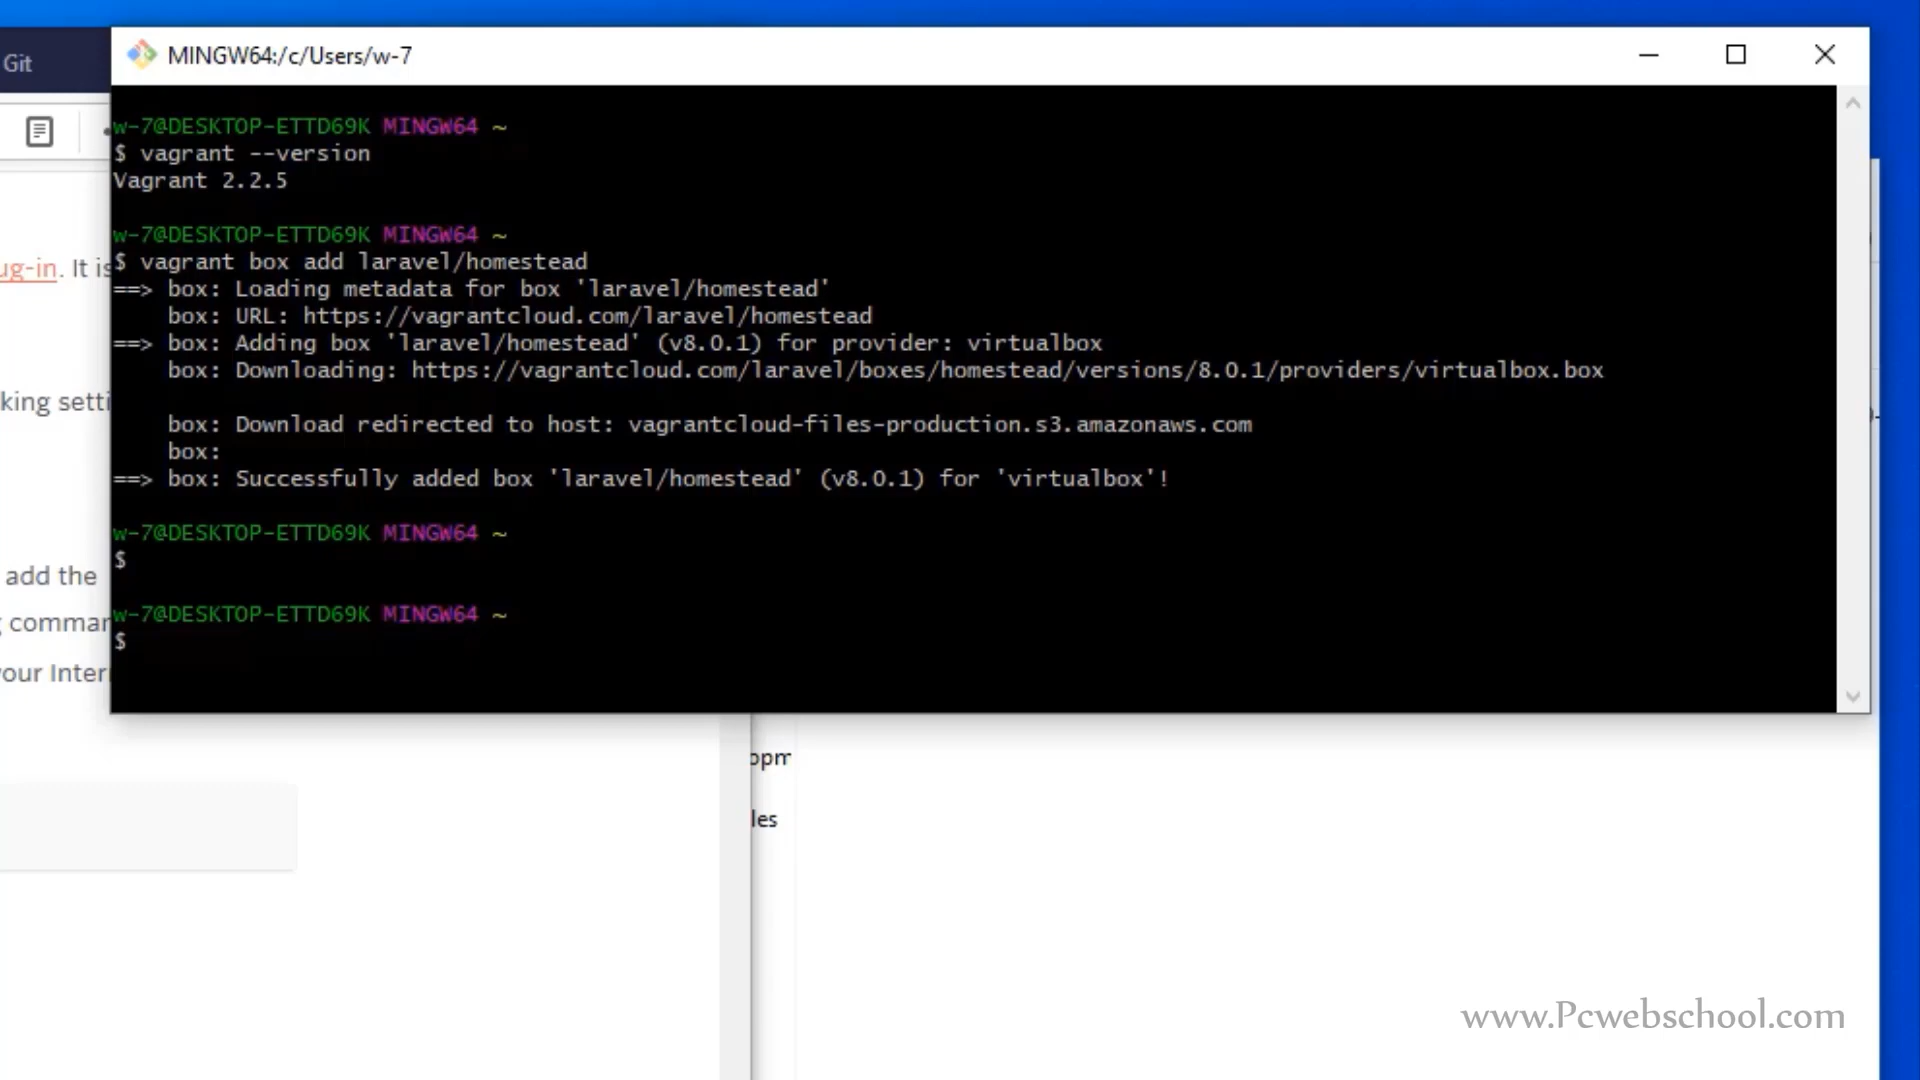 Git
MINGW64:/c/Users/w-7
w-7@DESKTOP-ETTD69K MINGW64 ~
$ vagrant --version
Vagrant 2.2.5
w-7@DESKTOP-ETTD69K MINGW64 ~
ug-in. It is
$ vagrant box add laravel/homestead
==> box: Loading metadata for box 'laravel/homestead'
box: URL: https://vagrantcloud.com/laravel/homestead
==> box: Adding box 'laravel/homestead' (v8.0.1) for provider: virtualbox
box: Downloading: https://vagrantcloud.com/laravel/boxes/homestead/versions/8.0.1/providers/virtualbox.box
king setti
box: Download redirected to host: vagrantcloud-files-production.s3.amazonaws.com
box:
==> box: Successfully added box 'laravel/homestead' (v8.0.1) for 'virtualbox'!
w-7@DESKTOP-ETTD69K MINGW64 ~
$
add the
w-7@DESKTOP-ETTD69K MINGW64 ~
g comman
$
your Inter
opm
les
www.Pcwebschool.com